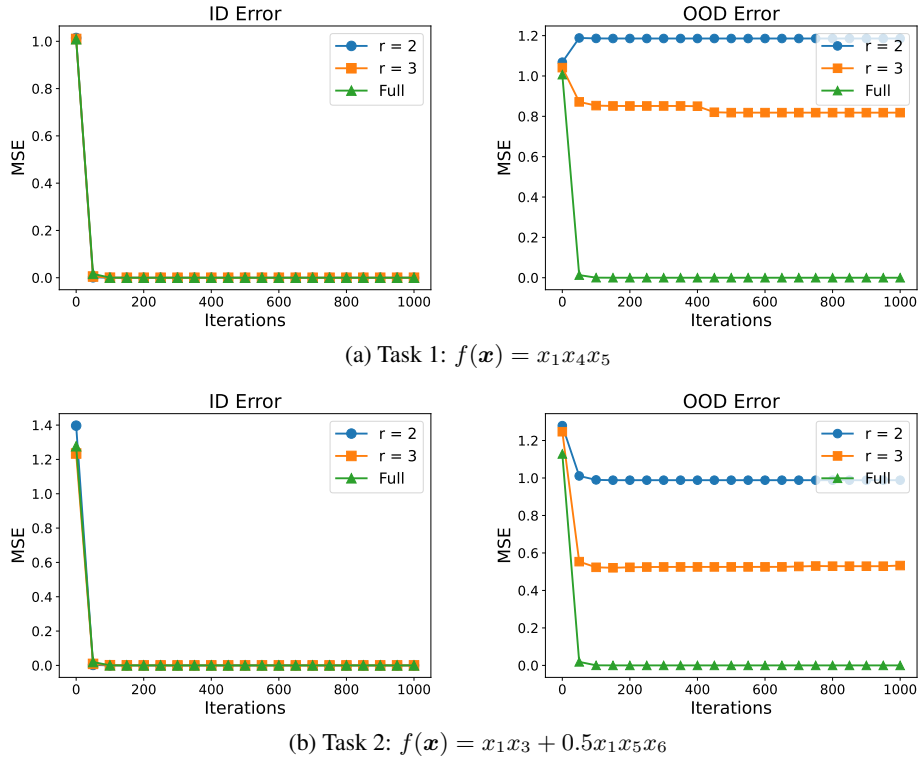 ID Error
OOD Error
MSE
1.0
0.8
0.6
0.4
0.2
0.0
r = 2
r = 3
Full
0 200 400 600 800 1000
Iterations
MSE
1.2
1.0
0.8
0.6
0.4
0.2
0.0
r = 2
r = 3
Full
0 200 400 600 800 1000
Iterations
(a) Task 1: f(x) = x₁x₄x₅
ID Error
OOD Error
MSE
1.4
1.2
1.0
0.8
0.6
0.4
0.2
0.0
r = 2
r = 3
Full
0 200 400 600 800 1000
Iterations
MSE
1.2
1.0
0.8
0.6
0.4
0.2
0.0
r = 2
r = 3
Full
0 200 400 600 800 1000
Iterations
(b) Task 2: f(x) = x₁x₃ + 0.5x₁x₅x₆